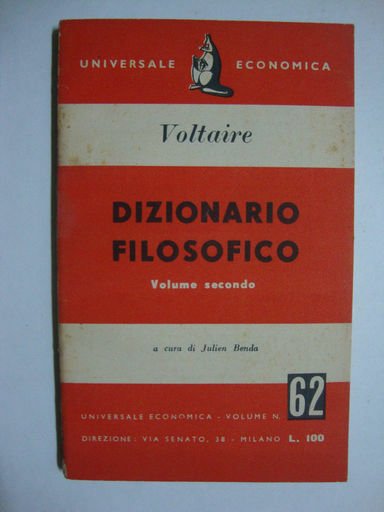 UNIVERSALE ECONOMICA
Voltaire
DIZIONARIO
FILOSOFICO
Volume secondo
a cura di Julien Benda
UNIVERSALE ECONOMICA - VOLUME N. 62
DIREZIONE: VIA SENATO, 38 - MILANO L. 100